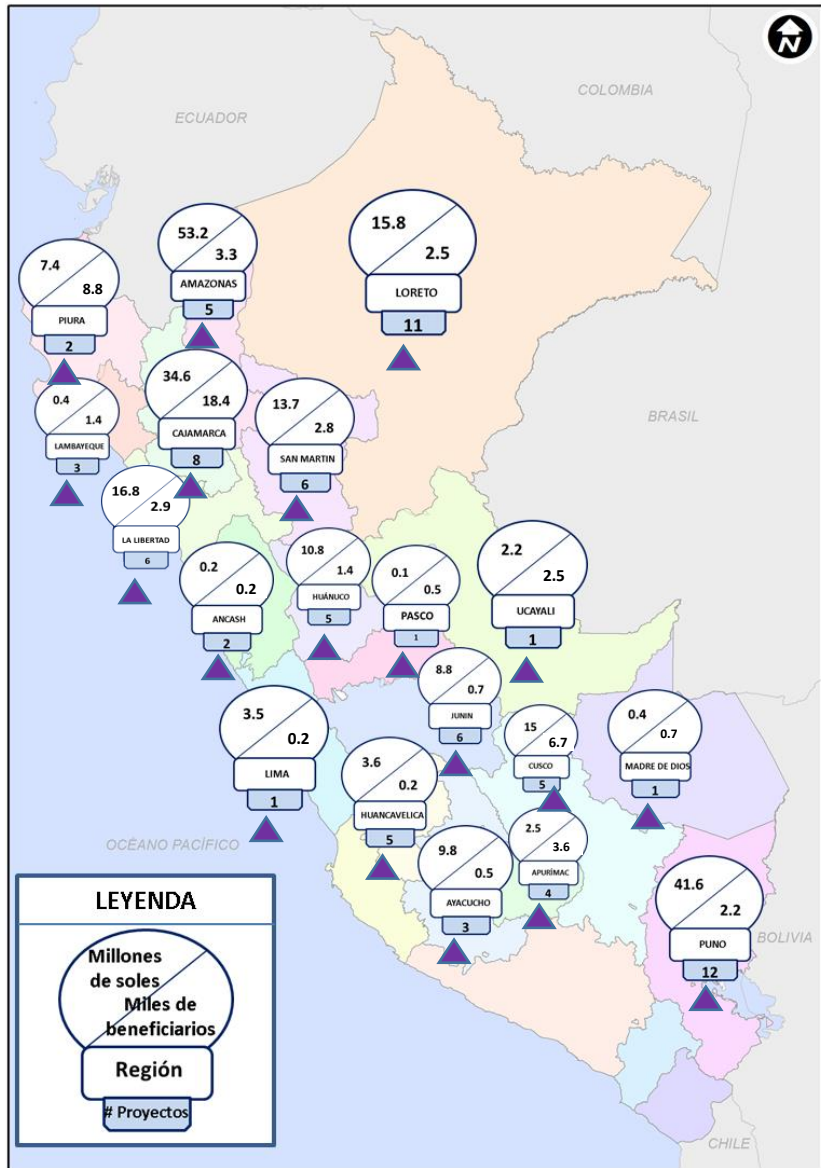 N
COLOMBIA
ECUADOR
53.2
3.3
AMAZONAS
5
15.8
2.5
LORETO
11
7.4
8.8
PIURA
2
0.4
1.4
LAMBAYEQUE
3
34.6
18.4
CAJAMARCA
8
13.7
2.8
SAN MARTIN
6
BRASIL
16.8
2.9
LA LIBERTAD
6
0.2
0.2
ANCASH
2
10.8
1.4
HUÁNUCO
5
0.1
0.5
PASCO
1
2.2
2.5
UCAYALI
1
8.8
0.7
JUNIN
6
3.5
0.2
LIMA
1
15
6.7
CUSCO
5
0.4
0.7
MADRE DE DIOS
1
3.6
0.2
HUANCAVELICA
5
9.8
0.5
AYACUCHO
3
2.5
3.6
APURÍMAC
4
41.6
2.2
PUNO
12
OCÉANO PACÍFICO
BOLIVIA
CHILE
LEYENDA
Millones
de soles
Miles de
beneficiarios
Región
# Proyectos